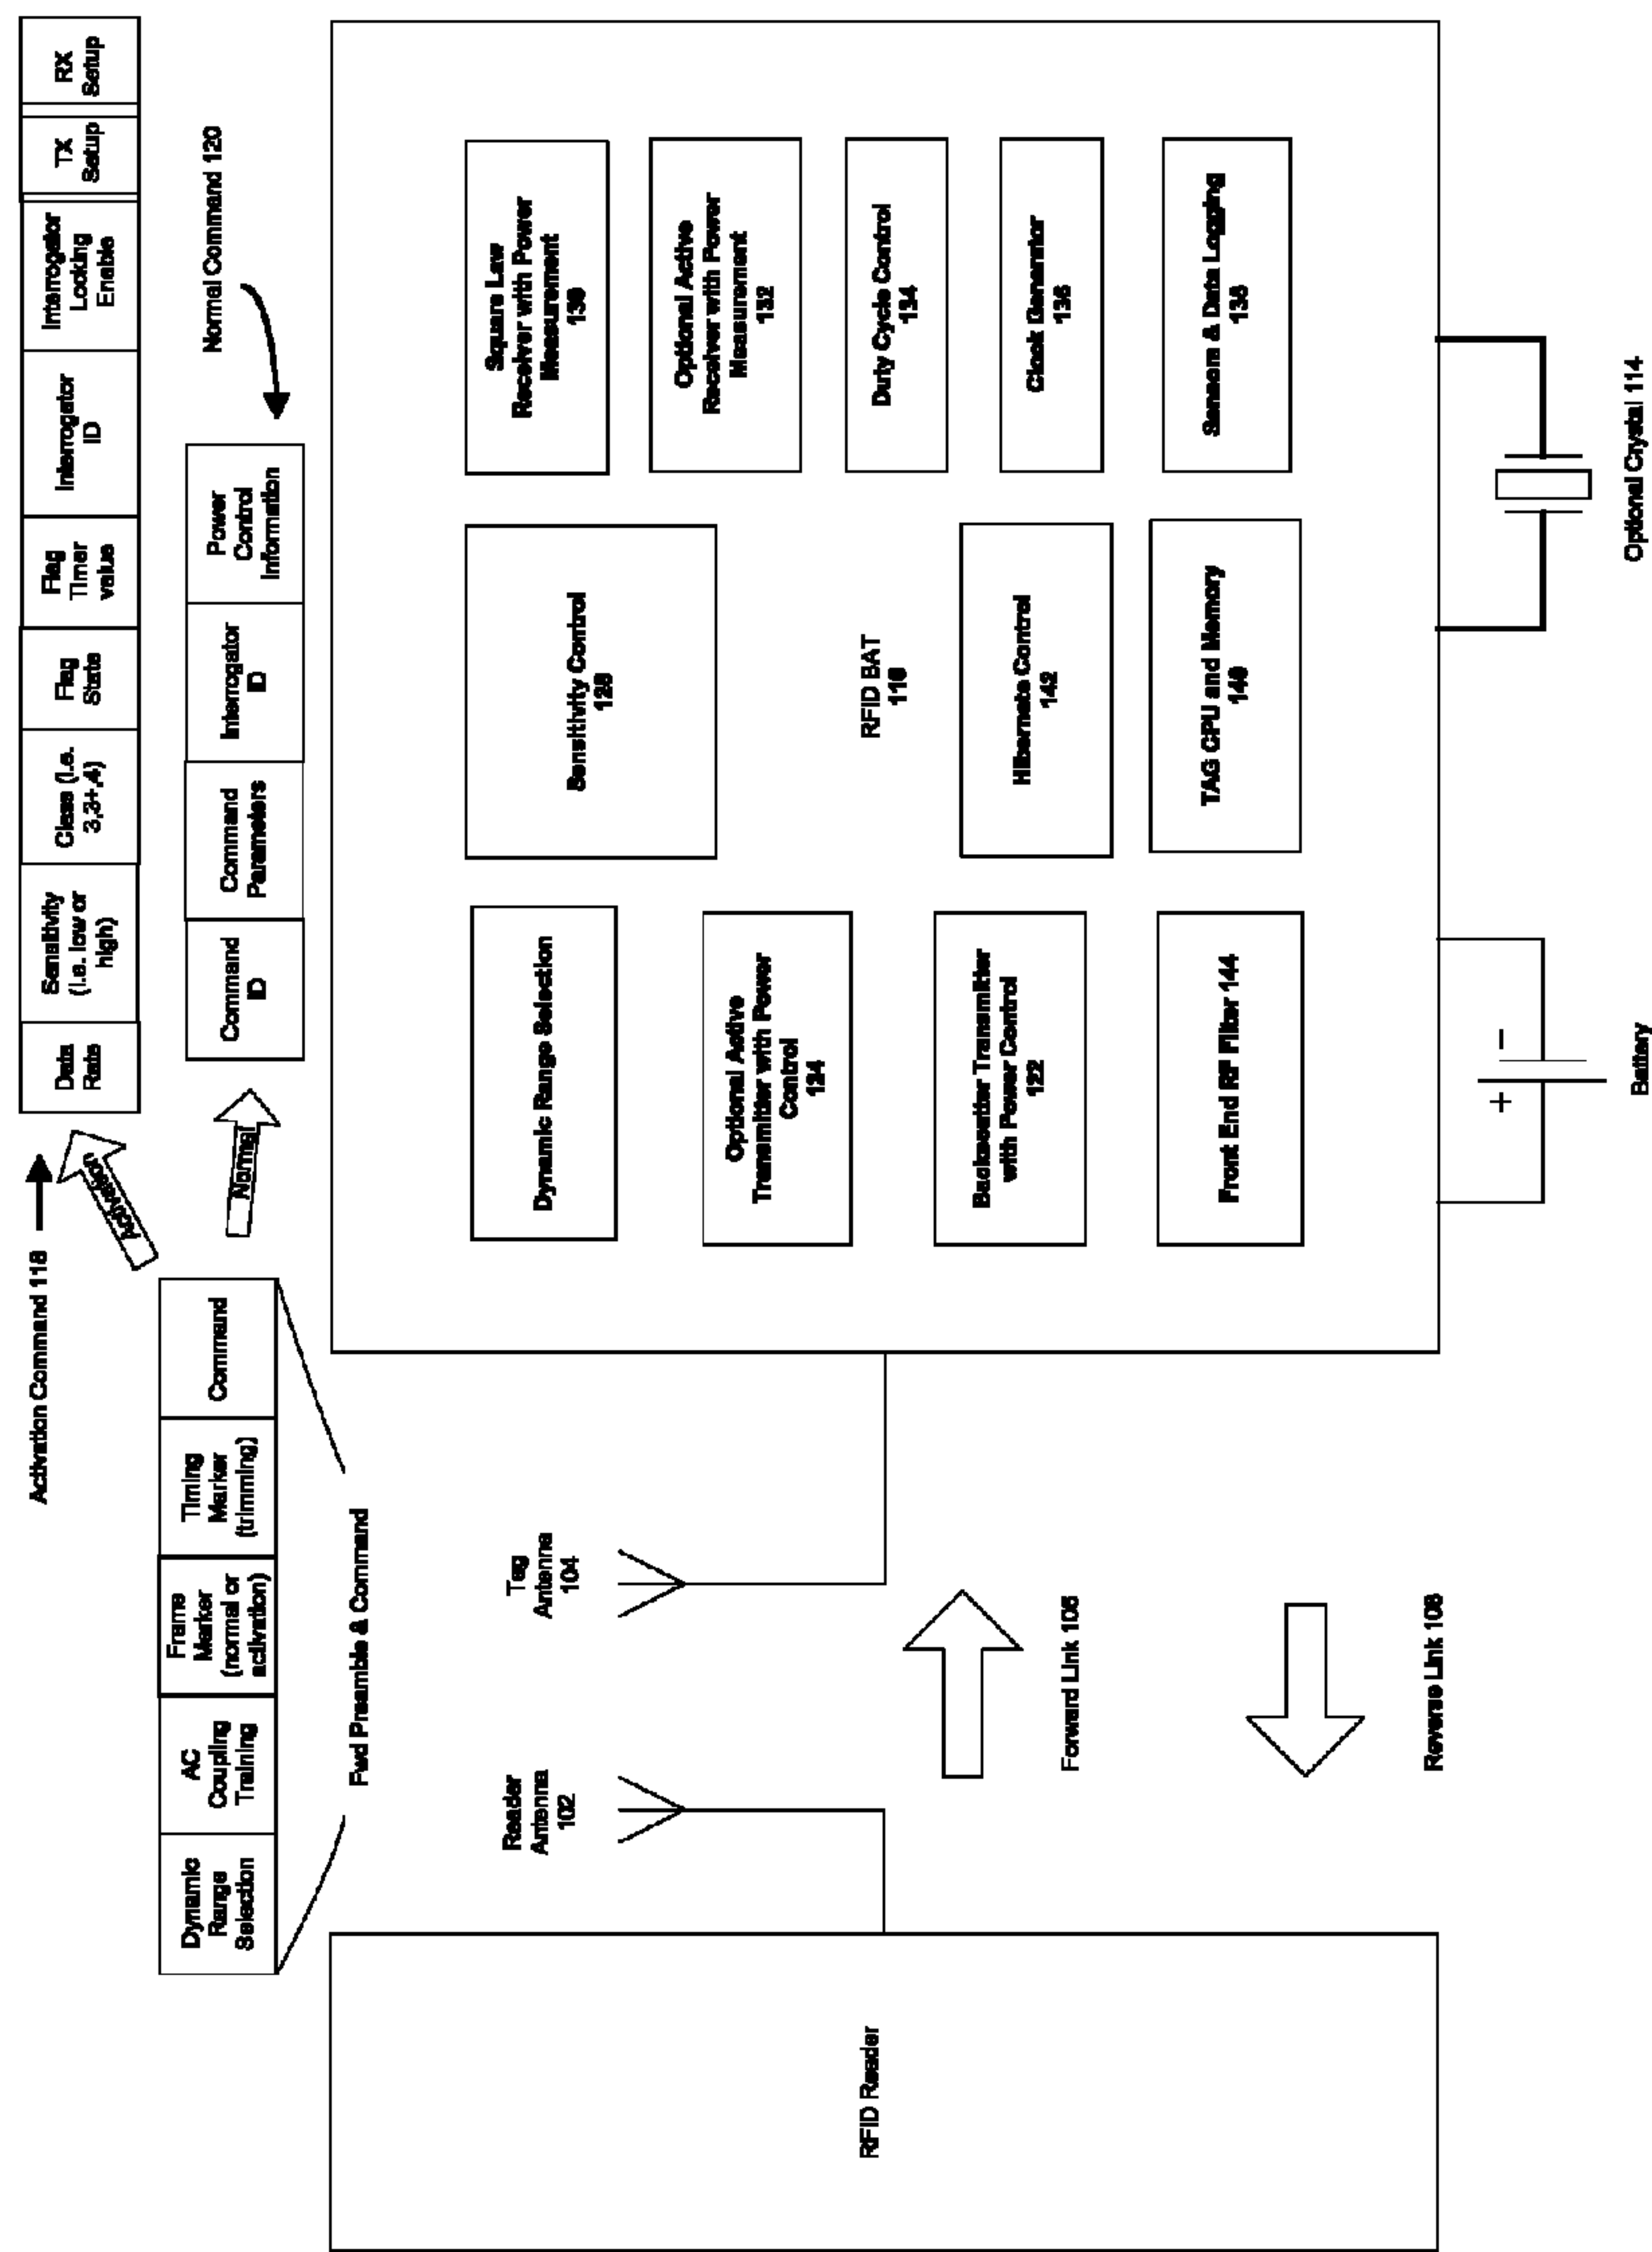 Activation Command 118
Data
Rate
Sensitivity
(i.e. low or
high)
Class (i.e.
3,3+,4)
Flag
State
Flag
Timer
value
Interrogator
ID
Interrogator
Looking
Enable
TX
Setup
RX
Setup
Activation
Normal
Normal Command 120
Command
ID
Command
Parameters
Interrogator
ID
Power
Control
Information
Dynamic
Range
Selection
AC
Coupling
Training
Frame
Marker
(normal or
activation)
Timing
Marker
(trimming)
Command
Fwd Preamble & Command
Reader
Antenna
102
Tag
Antenna
104
RFID Reader
Forward Link 106
Reverse Link 108
Dynamic Range Selection
Optional Active
Transmitter with Power
Control
124
Backscatter Transmitter
with Power Control
122
Front End RF Filter 144
Sensitivity Control
128
RFID BAT
116
Hibernate Control
142
TAG CPU and Memory
140
Square Law
Receiver with Power
Measurement
130
Optional Active
Receiver with Power
Measurement
132
Duty Cycle Control
134
Clock Generator
136
Sensors & Data Logging
138
+ −
Battery
Optional Crystal 114